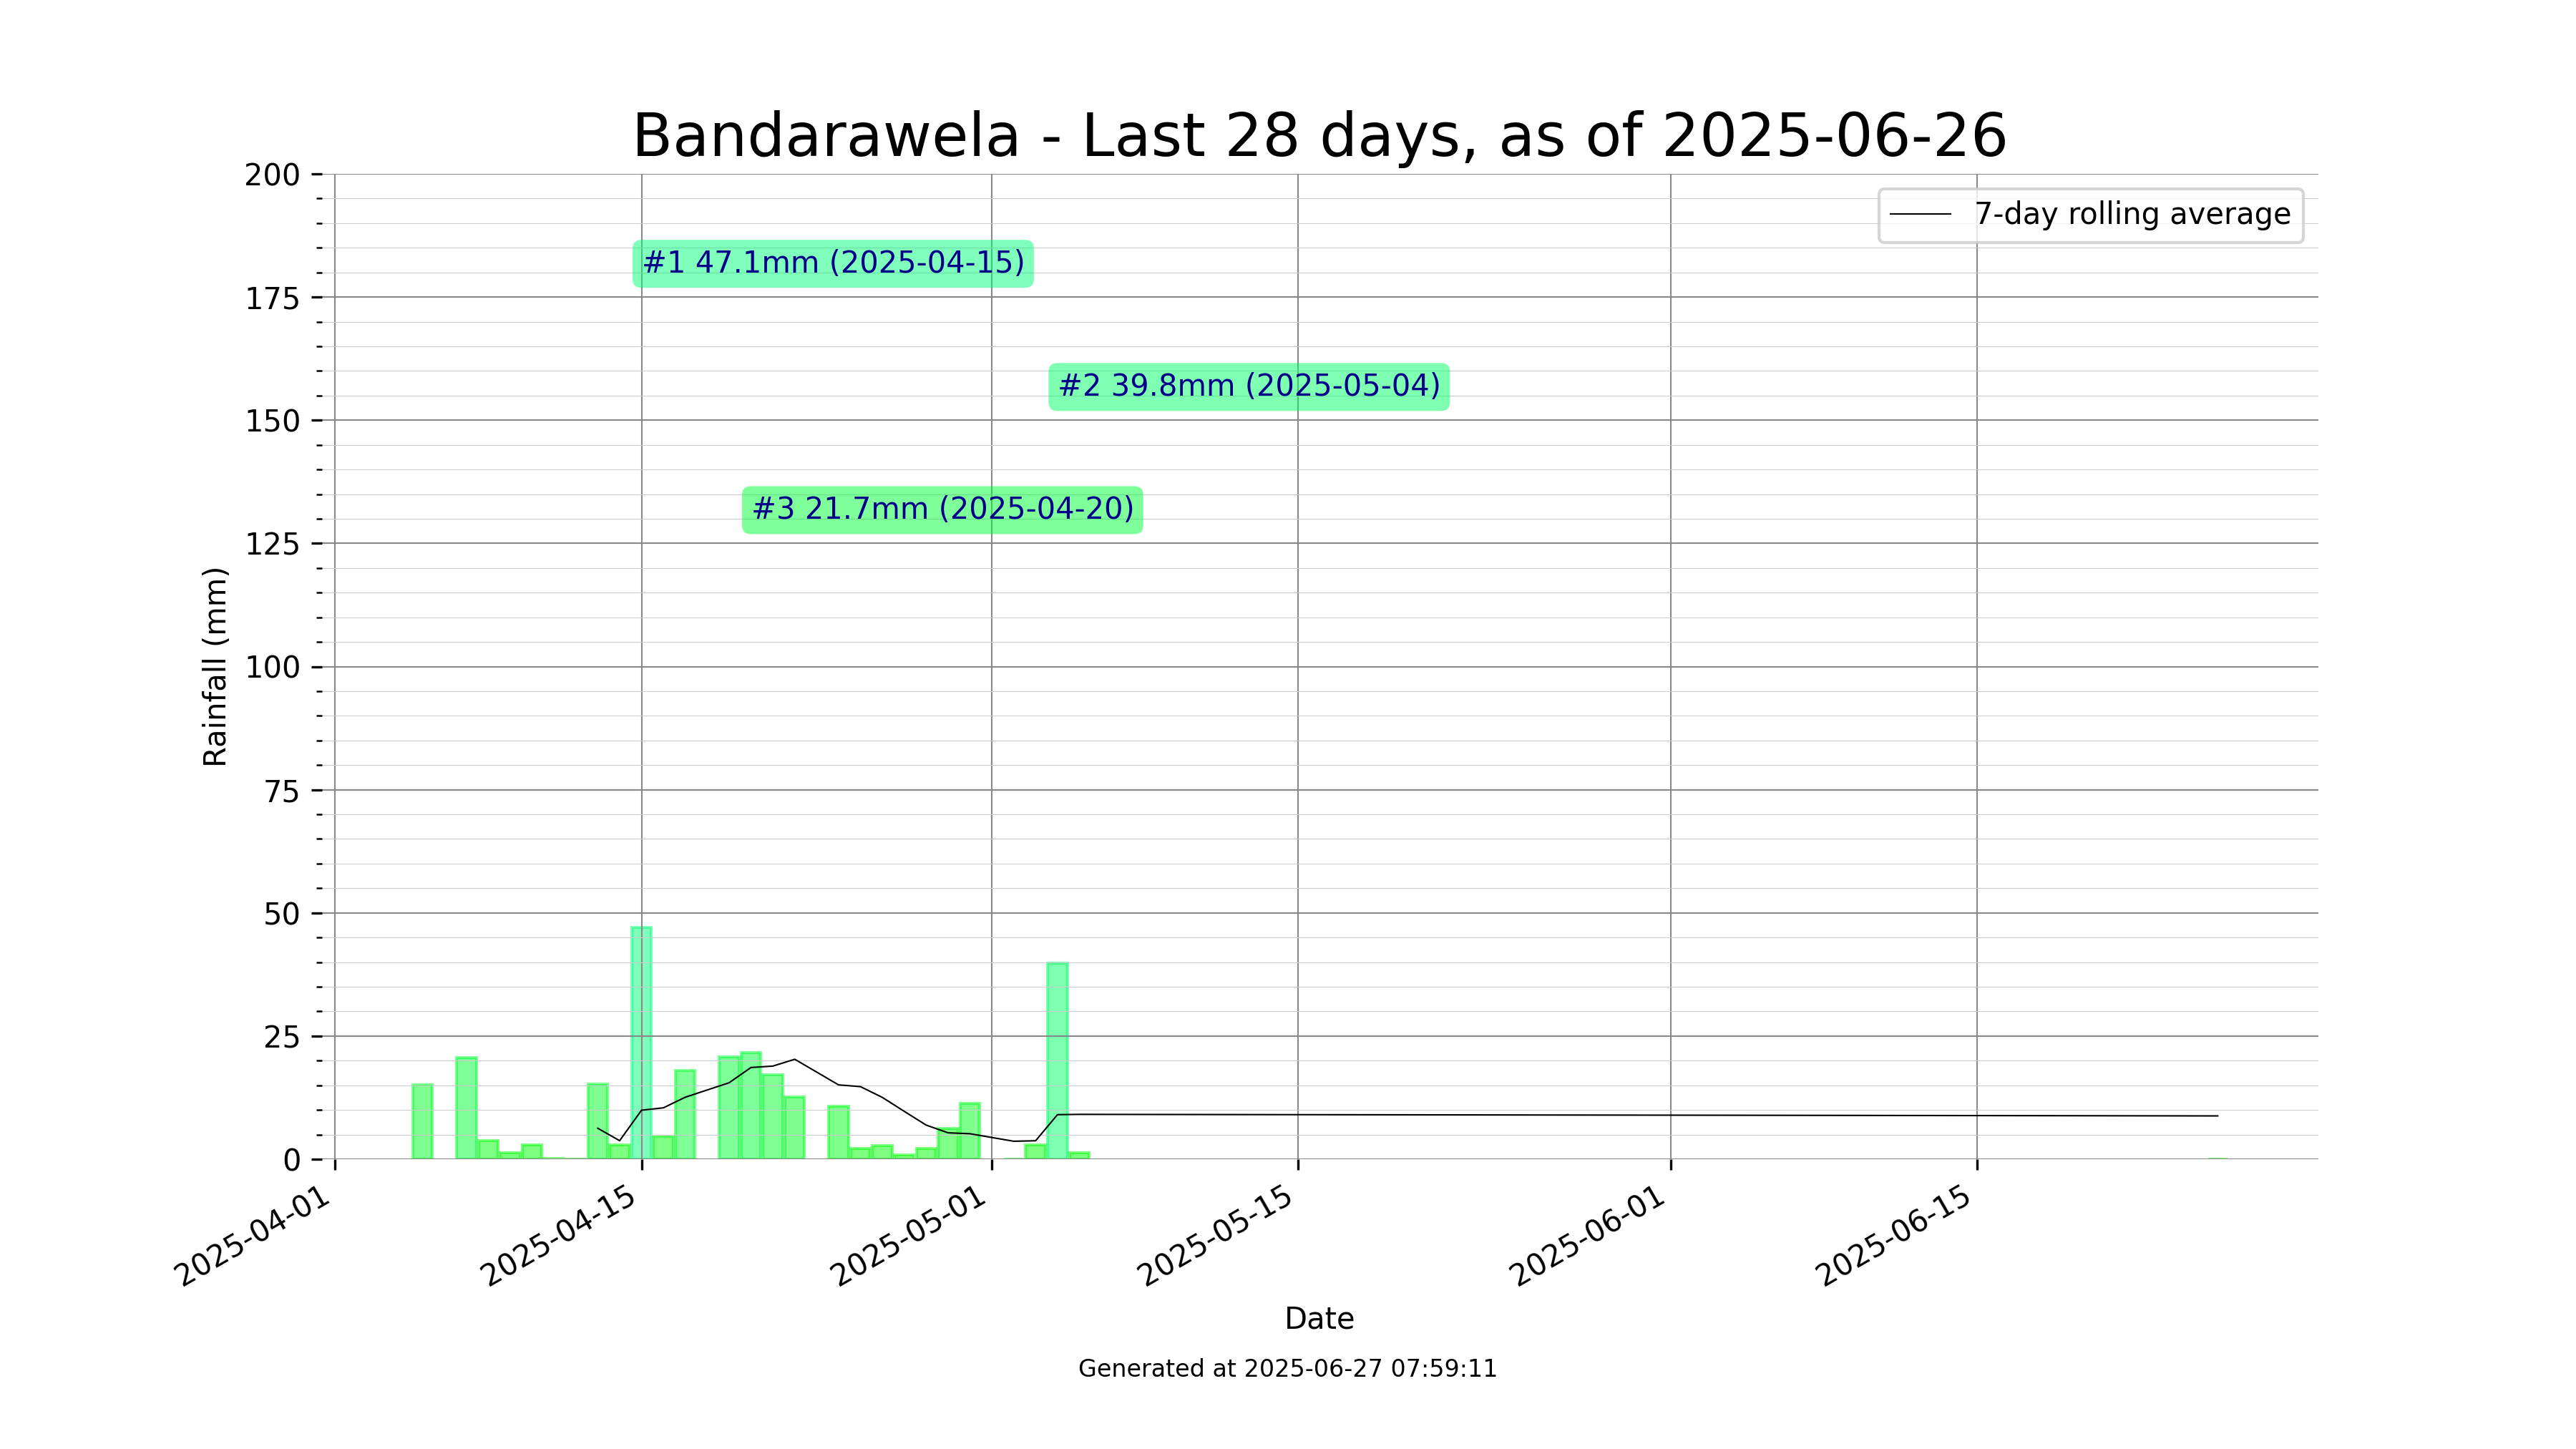 Bandarawela - Last 28 days, as of 2025-06-26
200
175
150
125
100
75
50
25
0
Rainfall (mm)
7-day rolling average
#1 47.1mm (2025-04-15)
#2 39.8mm (2025-05-04)
#3 21.7mm (2025-04-20)
2025-04-01
2025-04-15
2025-05-01
2025-05-15
2025-06-01
2025-06-15
Date
Generated at 2025-06-27 07:59:11